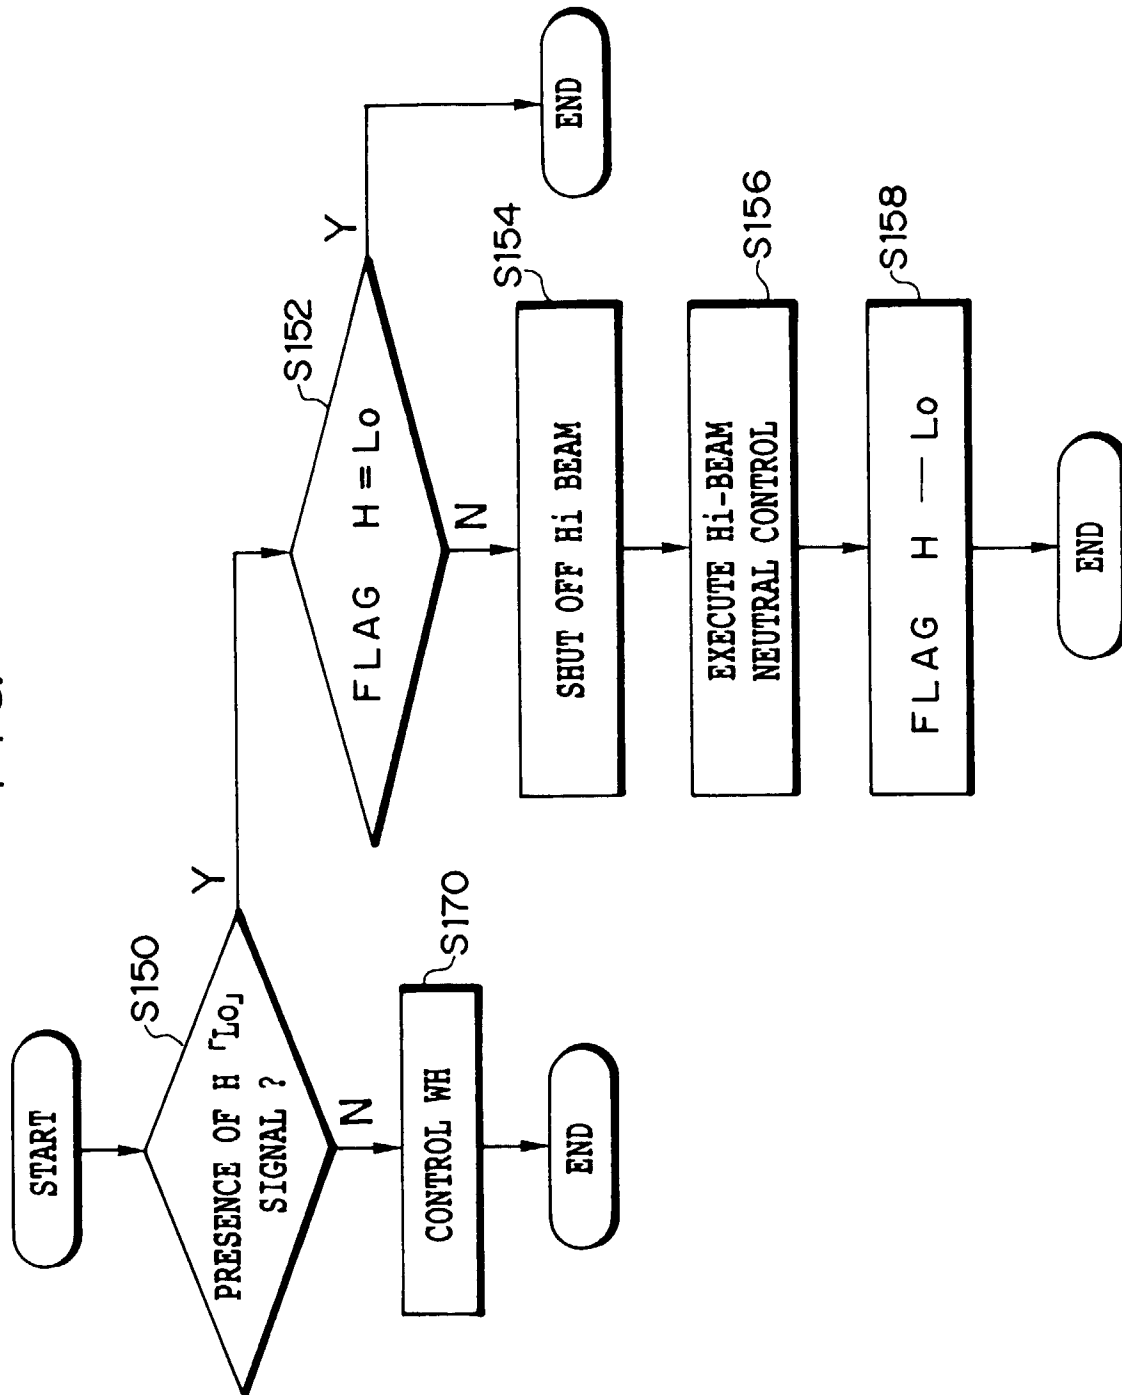 START
S150
PRESENCE OF H「Lo」
SIGNAL ?
Y
N
S170
CONTROL WH
END
S152
FLAG H=Lo
Y
END
N
S154
SHUT OFF Hi BEAM
S156
EXECUTE Hi-BEAM
NEUTRAL CONTROL
S158
FLAG H — Lo
END